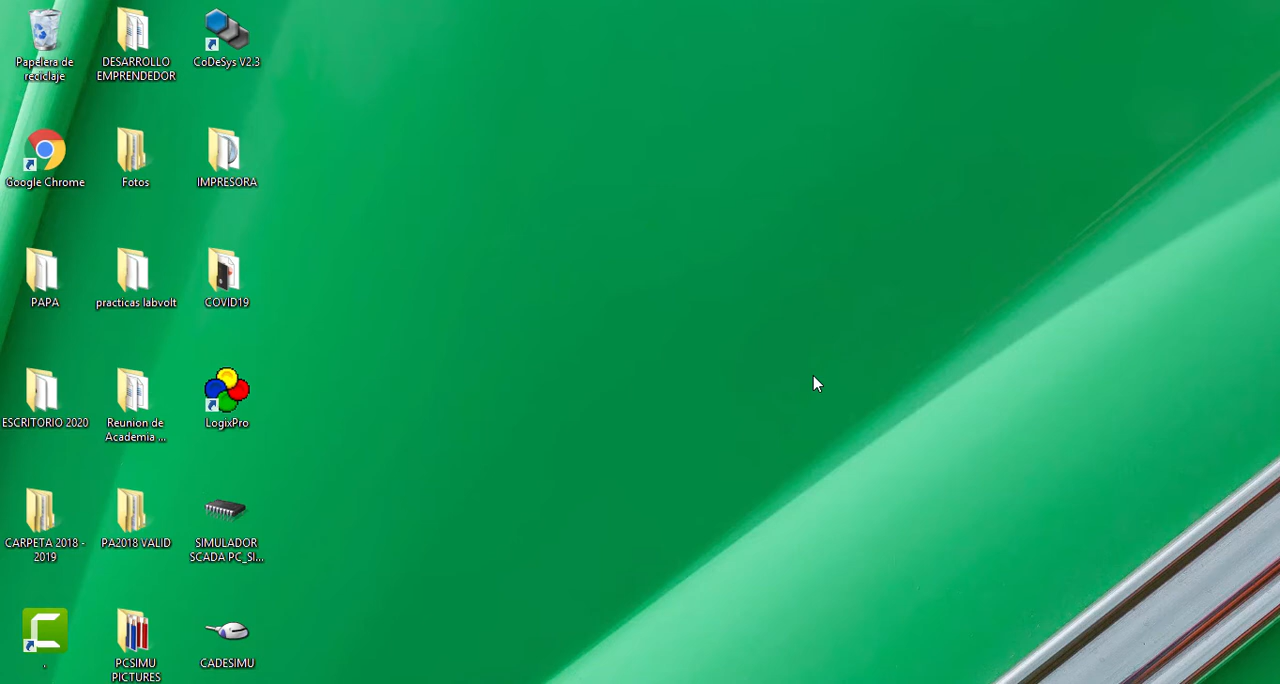 Papelera de
reciclaje
DESARROLLO
EMPRENDEDOR
CoDeSys V2.3
Google Chrome
Fotos
IMPRESORA
PAPA
practicas labvolt
COVID19
ESCRITORIO 2020
Reunion de
Academia ...
LogixPro
CARPETA 2018 -
2019
PA2018 VALID
SIMULADOR
SCADA PC_SI...
.
PCSIMU
PICTURES
CADESIMU